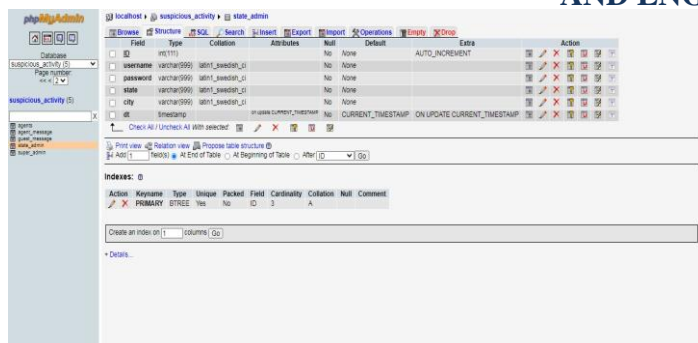 AND ENG
phpMyAdmin
localhost ▸ suspicious_activity ▸ state_admin
Browse Structure SQL Search Insert Export Import Operations Empty Drop
Database
suspicious_activity (5)
Page number:
<< < 2
suspicious_activity (5)
X
agents
agent_message
guest_message
state_admin
super_admin
Field Type Collation Attributes Null Default Extra Action
ID int(111) No None AUTO_INCREMENT
username varchar(999) latin1_swedish_ci No None
password varchar(999) latin1_swedish_ci No None
state varchar(999) latin1_swedish_ci No None
city varchar(999) latin1_swedish_ci No None
dt timestamp on update CURRENT_TIMESTAMP No CURRENT_TIMESTAMP ON UPDATE CURRENT_TIMESTAMP
Check All / Uncheck All With selected:
Print view Relation view Propose table structure
Add 1 field(s) At End of Table At Beginning of Table After ID Go
Indexes:
Action Keyname Type Unique Packed Field Cardinality Collation Null Comment
PRIMARY BTREE Yes No ID 3 A
Create an index on 1 columns Go
+ Details...